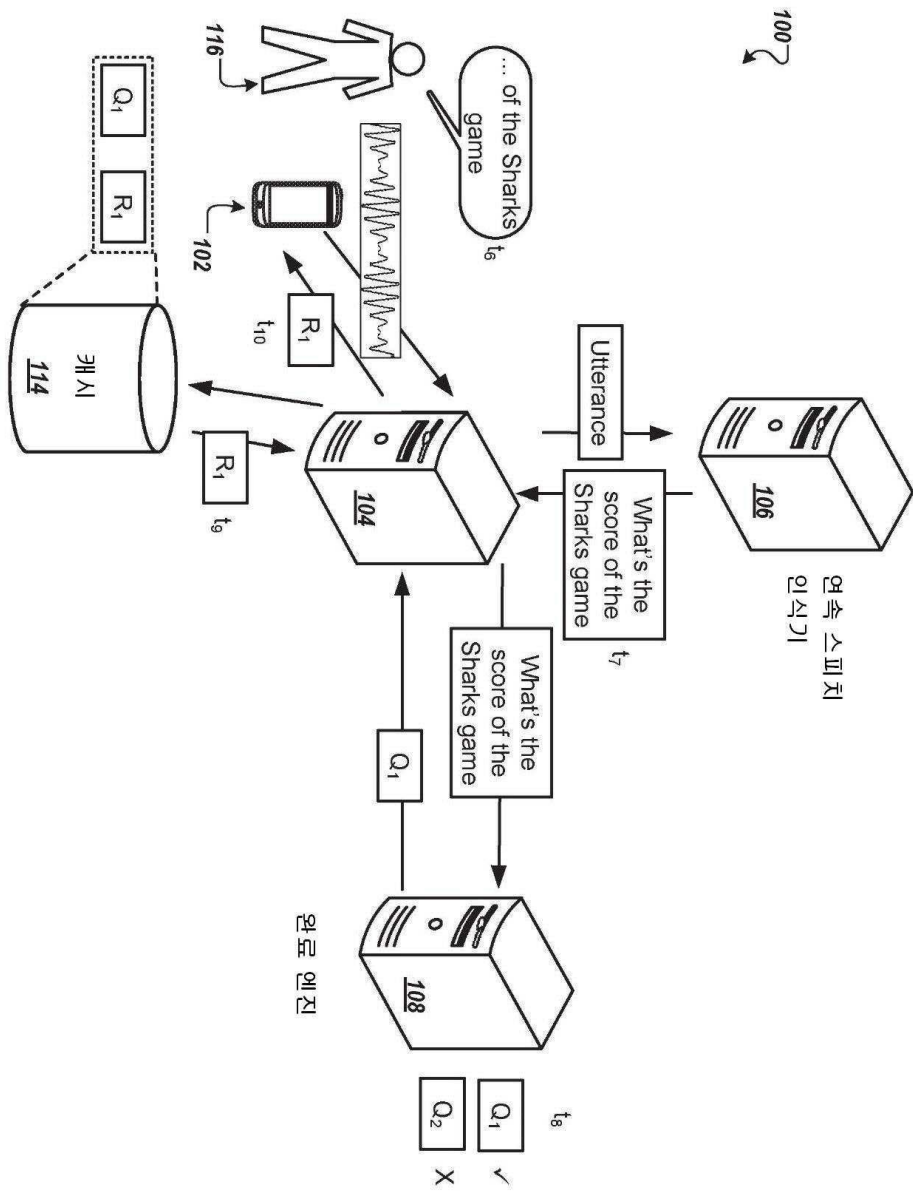 100
... of the Sharks
game
t6
116
102
Utterance
106
연속 스피치
인식기
What's the
score of the
Sharks game
t7
R1
t10
104
What's the
score of the
Sharks game
Q1
R1
t9
캐시
114
Q1
R1
108
완료 엔진
t8
Q1 ✓
Q2 X